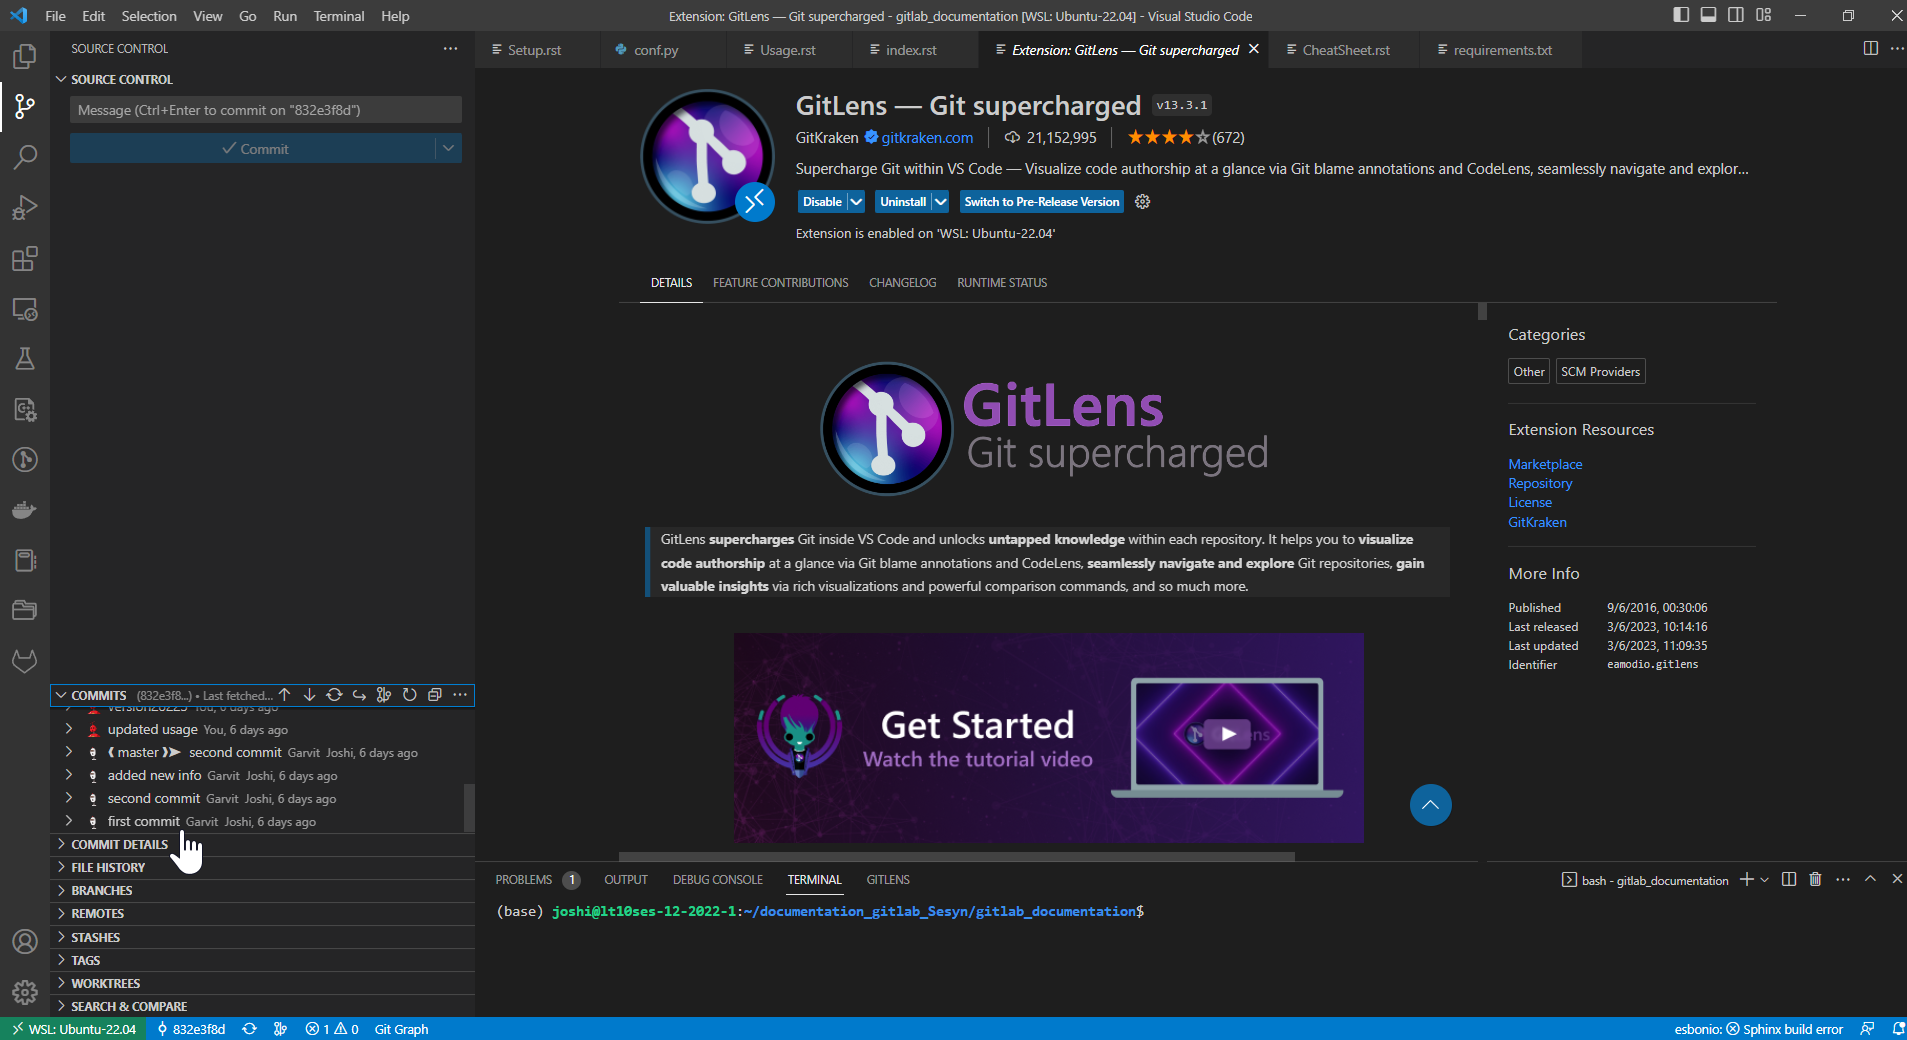 File Edit Selection View Go Run Terminal Help
Extension: GitLens — Git supercharged - gitlab_documentation [WSL: Ubuntu-22.04] - Visual Studio Code
SOURCE CONTROL
SOURCE CONTROL
Message (Ctrl+Enter to commit on "832e3f8d")
Commit
Setup.rst
conf.py
Usage.rst
index.rst
Extension: GitLens — Git supercharged
CheatSheet.rst
requirements.txt
GitLens — Git supercharged v13.3.1
GitKraken gitkraken.com 21,152,995 (672)
Supercharge Git within VS Code — Visualize code authorship at a glance via Git blame annotations and CodeLens, seamlessly navigate and explor...
Disable Uninstall Switch to Pre-Release Version
Extension is enabled on 'WSL: Ubuntu-22.04'
DETAILS FEATURE CONTRIBUTIONS CHANGELOG RUNTIME STATUS
GitLens
Git supercharged
GitLens supercharges Git inside VS Code and unlocks untapped knowledge within each repository. It helps you to visualize
code authorship at a glance via Git blame annotations and CodeLens, seamlessly navigate and explore Git repositories, gain
valuable insights via rich visualizations and powerful comparison commands, and so much more.
Get Started
Watch the tutorial video
Categories
Other SCM Providers
Extension Resources
Marketplace
Repository
License
GitKraken
More Info
Published 9/6/2016, 00:30:06
Last released 3/6/2023, 10:14:16
Last updated 3/6/2023, 11:09:35
Identifier eamodio.gitlens
COMMITS (832e3f8...) • Last fetched...
You, 6 days ago
updated usage You, 6 days ago
master second commit Garvit Joshi, 6 days ago
added new info Garvit Joshi, 6 days ago
second commit Garvit Joshi, 6 days ago
first commit Garvit Joshi, 6 days ago
COMMIT DETAILS
FILE HISTORY
BRANCHES
REMOTES
STASHES
TAGS
WORKTREES
SEARCH & COMPARE
PROBLEMS 1 OUTPUT DEBUG CONSOLE TERMINAL GITLENS
bash - gitlab_documentation
(base) joshi@lt10ses-12-2022-1:~/documentation_gitlab_Sesyn/gitlab_documentation$
WSL: Ubuntu-22.04 832e3f8d 1 0 Git Graph
esbonio: Sphinx build error